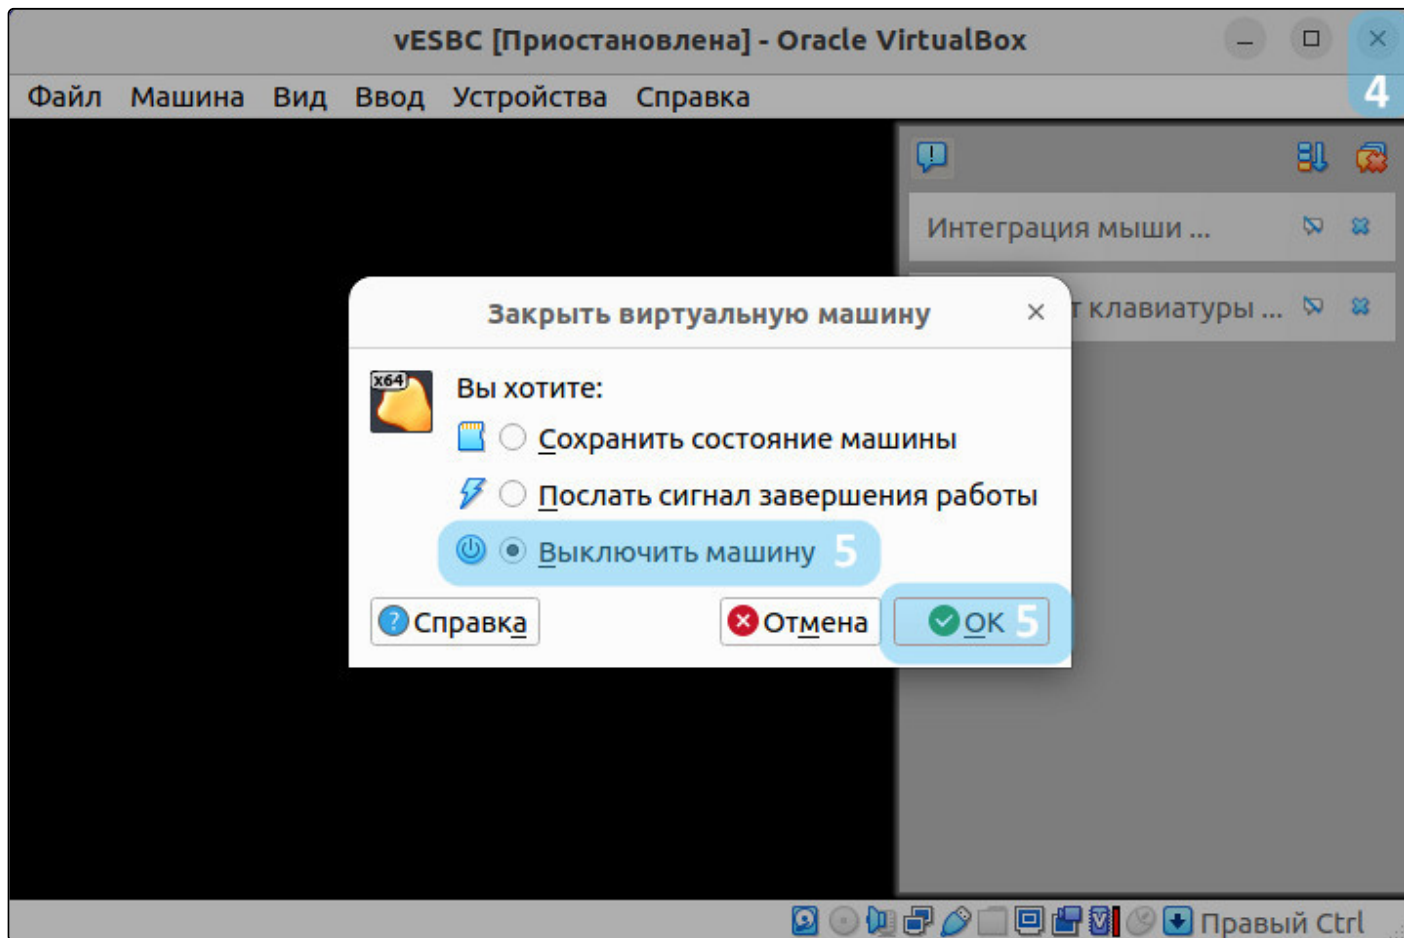 vESBC [Приостановлена] - Oracle VirtualBox
4
Файл Машина Вид Ввод Устройства Справка
Интеграция мыши ...
т клавиатуры ...
Закрыть виртуальную машину
x64
Вы хотите:
Сохранить состояние машины
Послать сигнал завершения работы
Выключить машину 5
Справка Отмена OK 5
Правый Ctrl